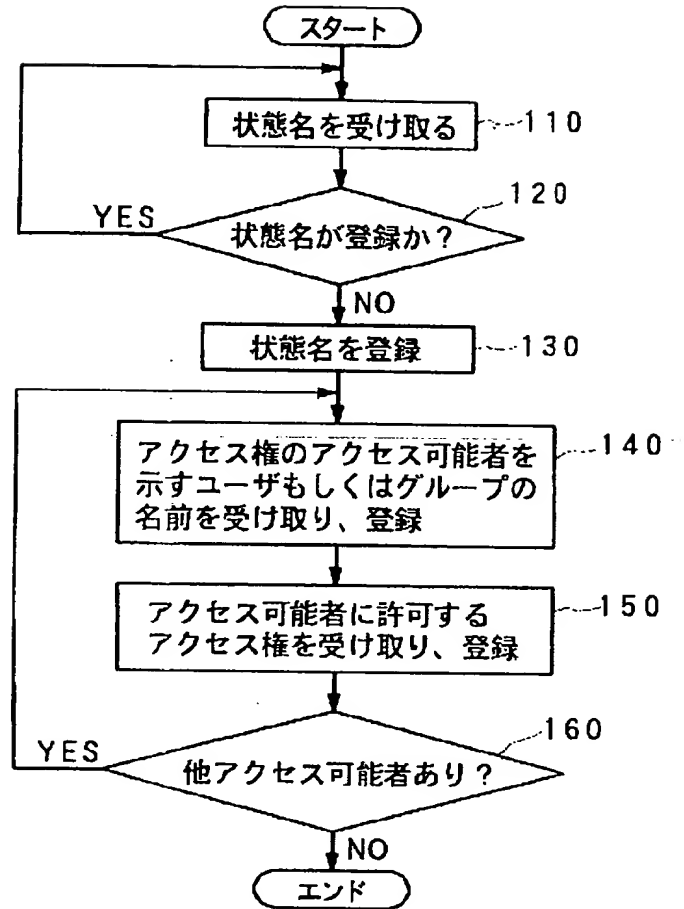 スタート
状態名を受け取る
110
120
YES
状態名が登録か？
NO
状態名を登録
130
140
アクセス権のアクセス可能者を
示すユーザもしくはグループの
名前を受け取り、登録
150
アクセス可能者に許可する
アクセス権を受け取り、登録
160
YES
他アクセス可能者あり？
NO
エンド